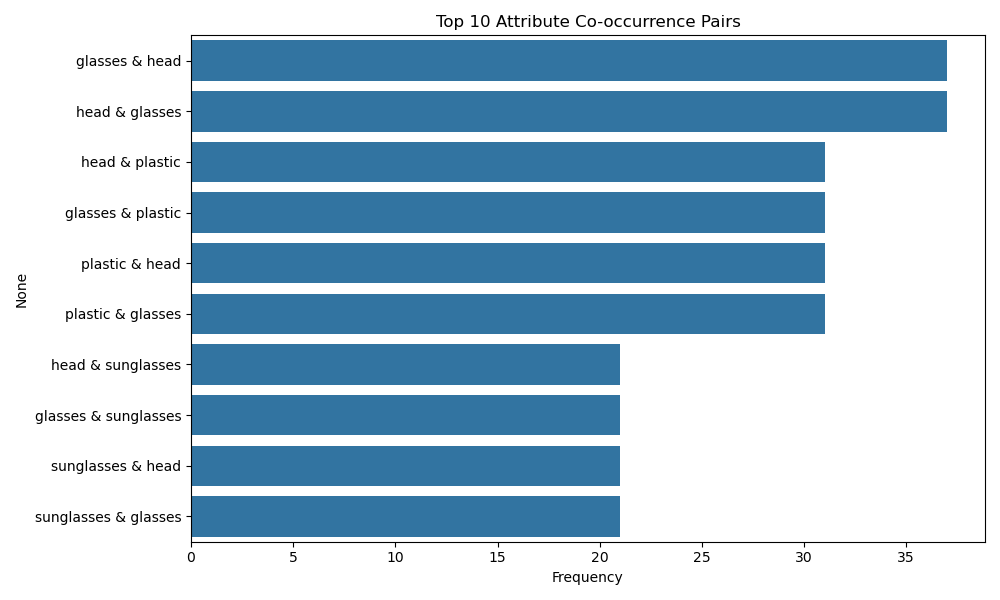 Top 10 Attribute Co-occurrence Pairs
None
glasses & head
head & glasses
head & plastic
glasses & plastic
plastic & head
plastic & glasses
head & sunglasses
glasses & sunglasses
sunglasses & head
sunglasses & glasses
0 5 10 15 20 25 30 35
Frequency